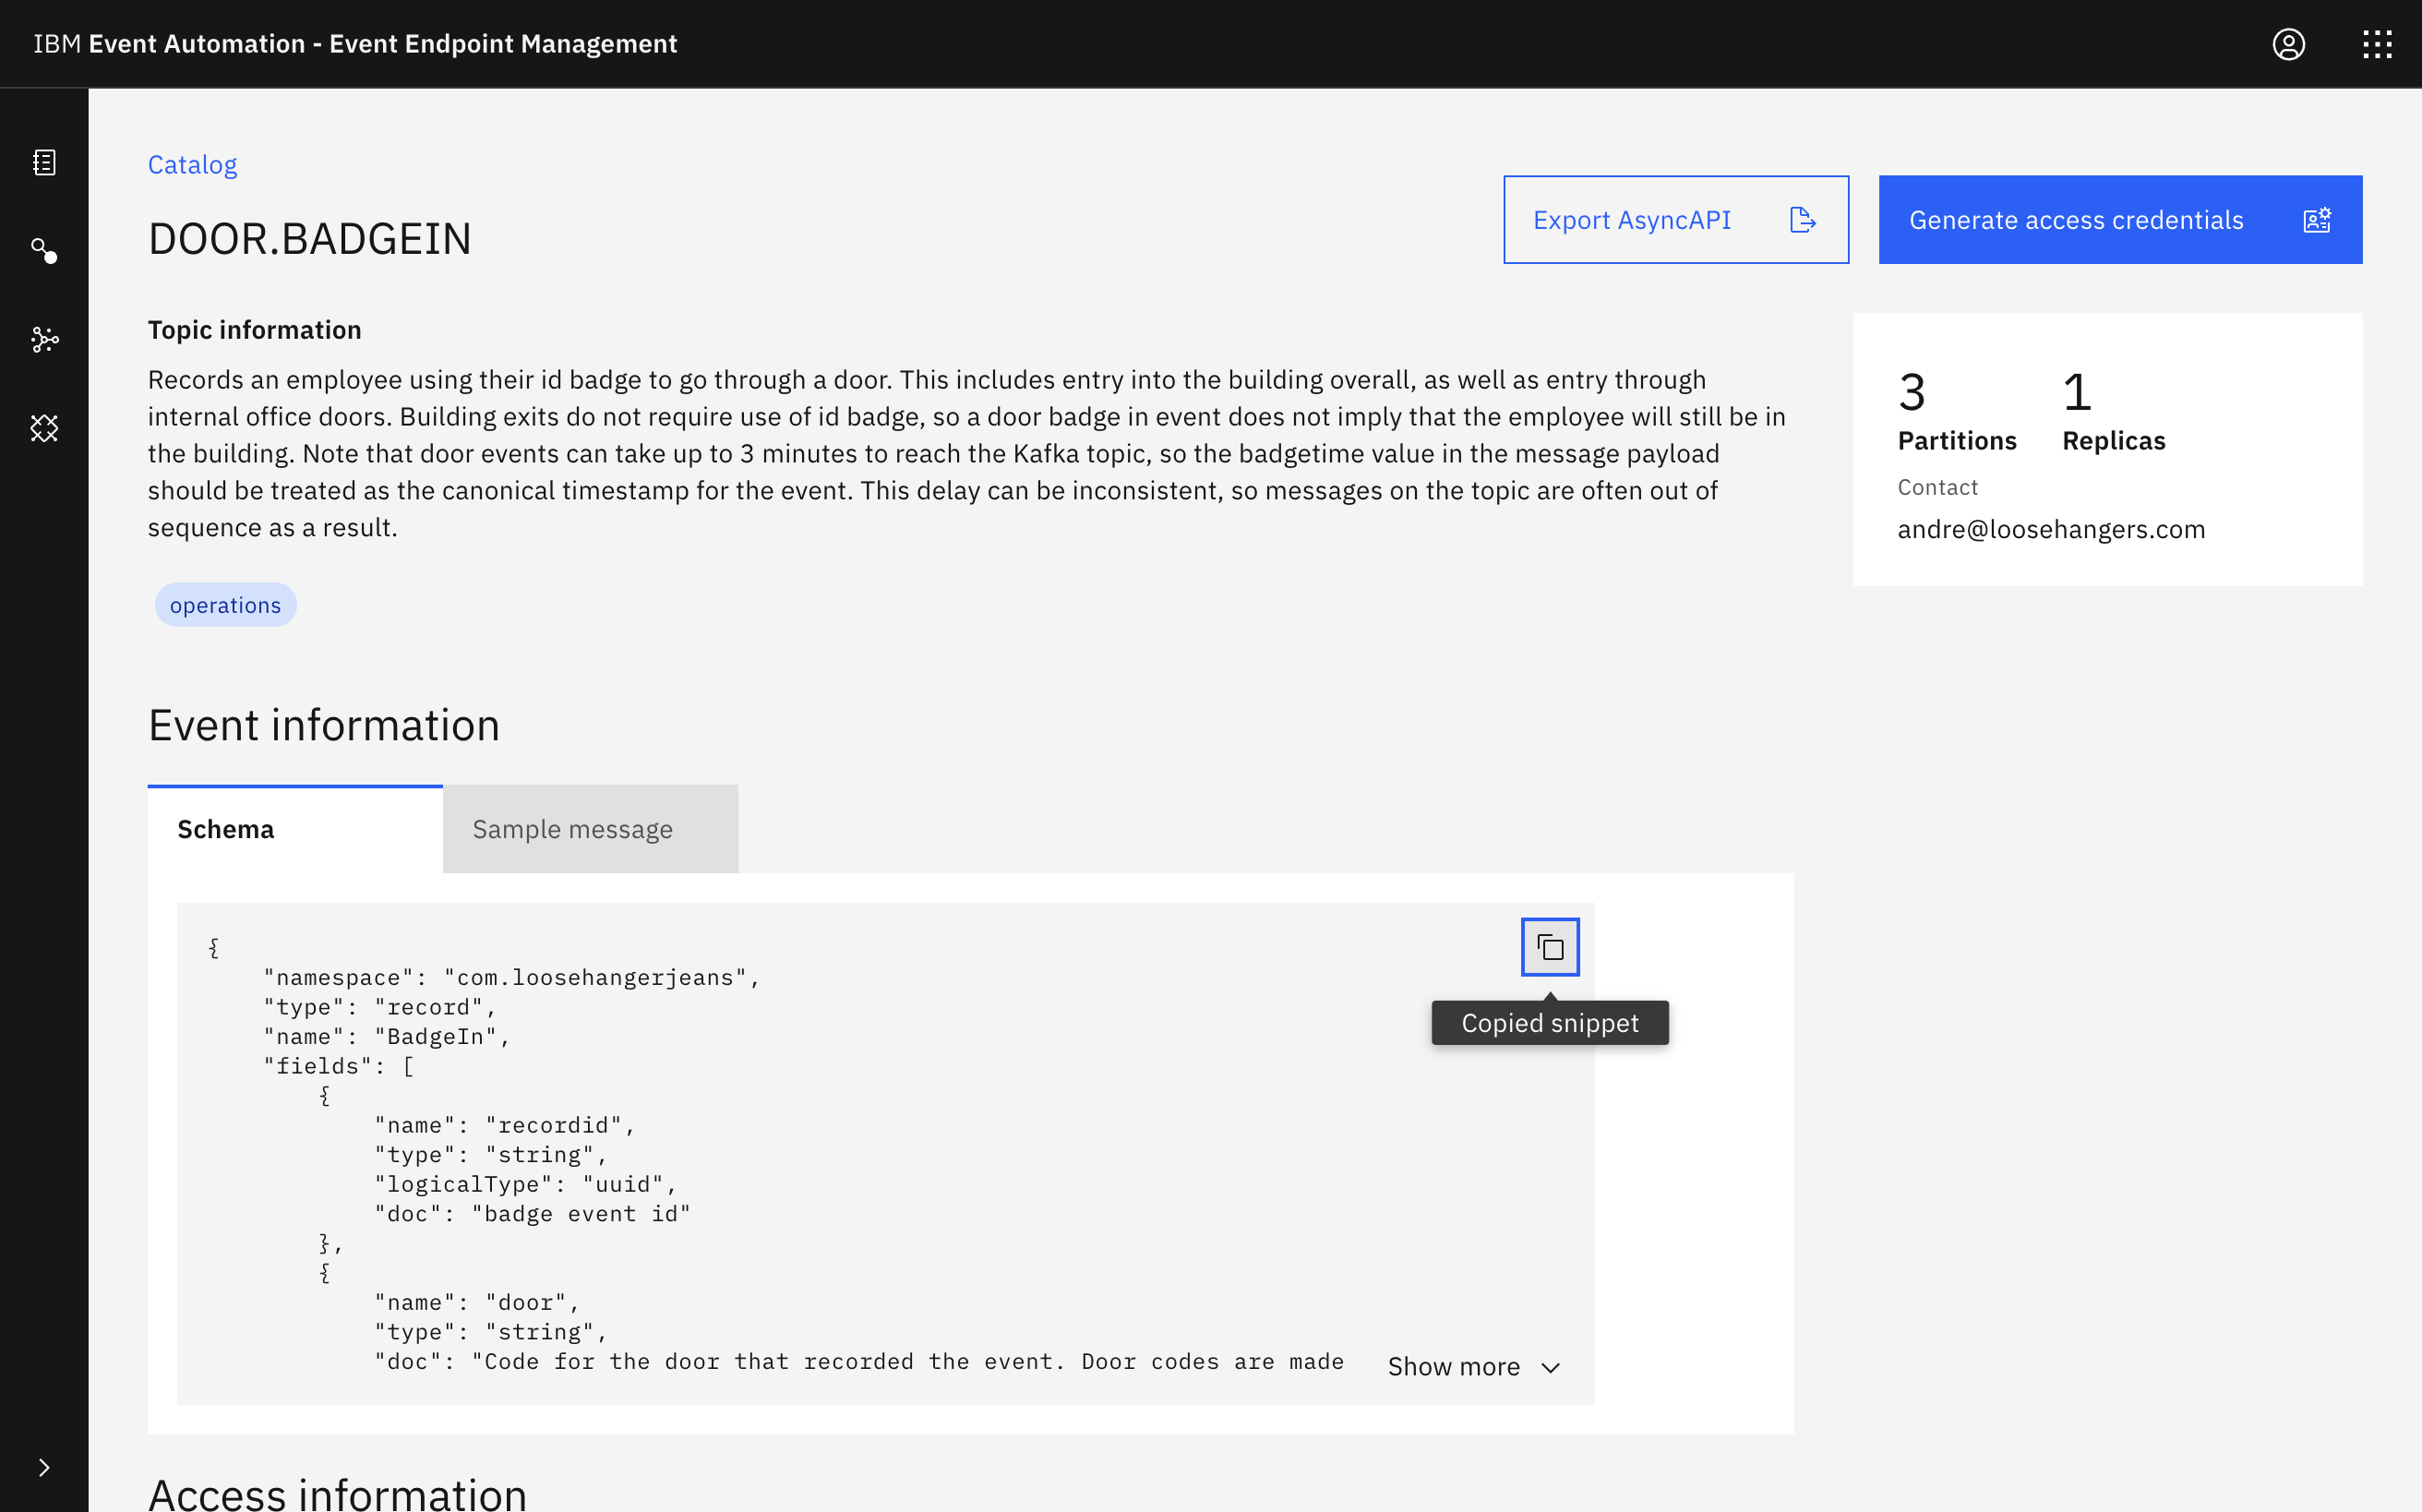 IBM Event Automation - Event Endpoint Management
Catalog
DOOR.BADGEIN
Export AsyncAPI
Generate access credentials
Topic information
Records an employee using their id badge to go through a door. This includes entry into the building overall, as well as entry through
internal office doors. Building exits do not require use of id badge, so a door badge in event does not imply that the employee will still be in
the building. Note that door events can take up to 3 minutes to reach the Kafka topic, so the badgetime value in the message payload
should be treated as the canonical timestamp for the event. This delay can be inconsistent, so messages on the topic are often out of
sequence as a result.
operations
3 1
Partitions Replicas
Contact
andre@loosehangers.com
Event information
Schema
Sample message
{
"namespace": "com.loosehangerjeans",
"type": "record",
"name": "BadgeIn",
"fields": [
{
"name": "recordid",
"type": "string",
"logicalType": "uuid",
"doc": "badge event id"
},
{
"name": "door",
"type": "string",
"doc": "Code for the door that recorded the event. Door codes are made
Copied snippet
Show more
Access information